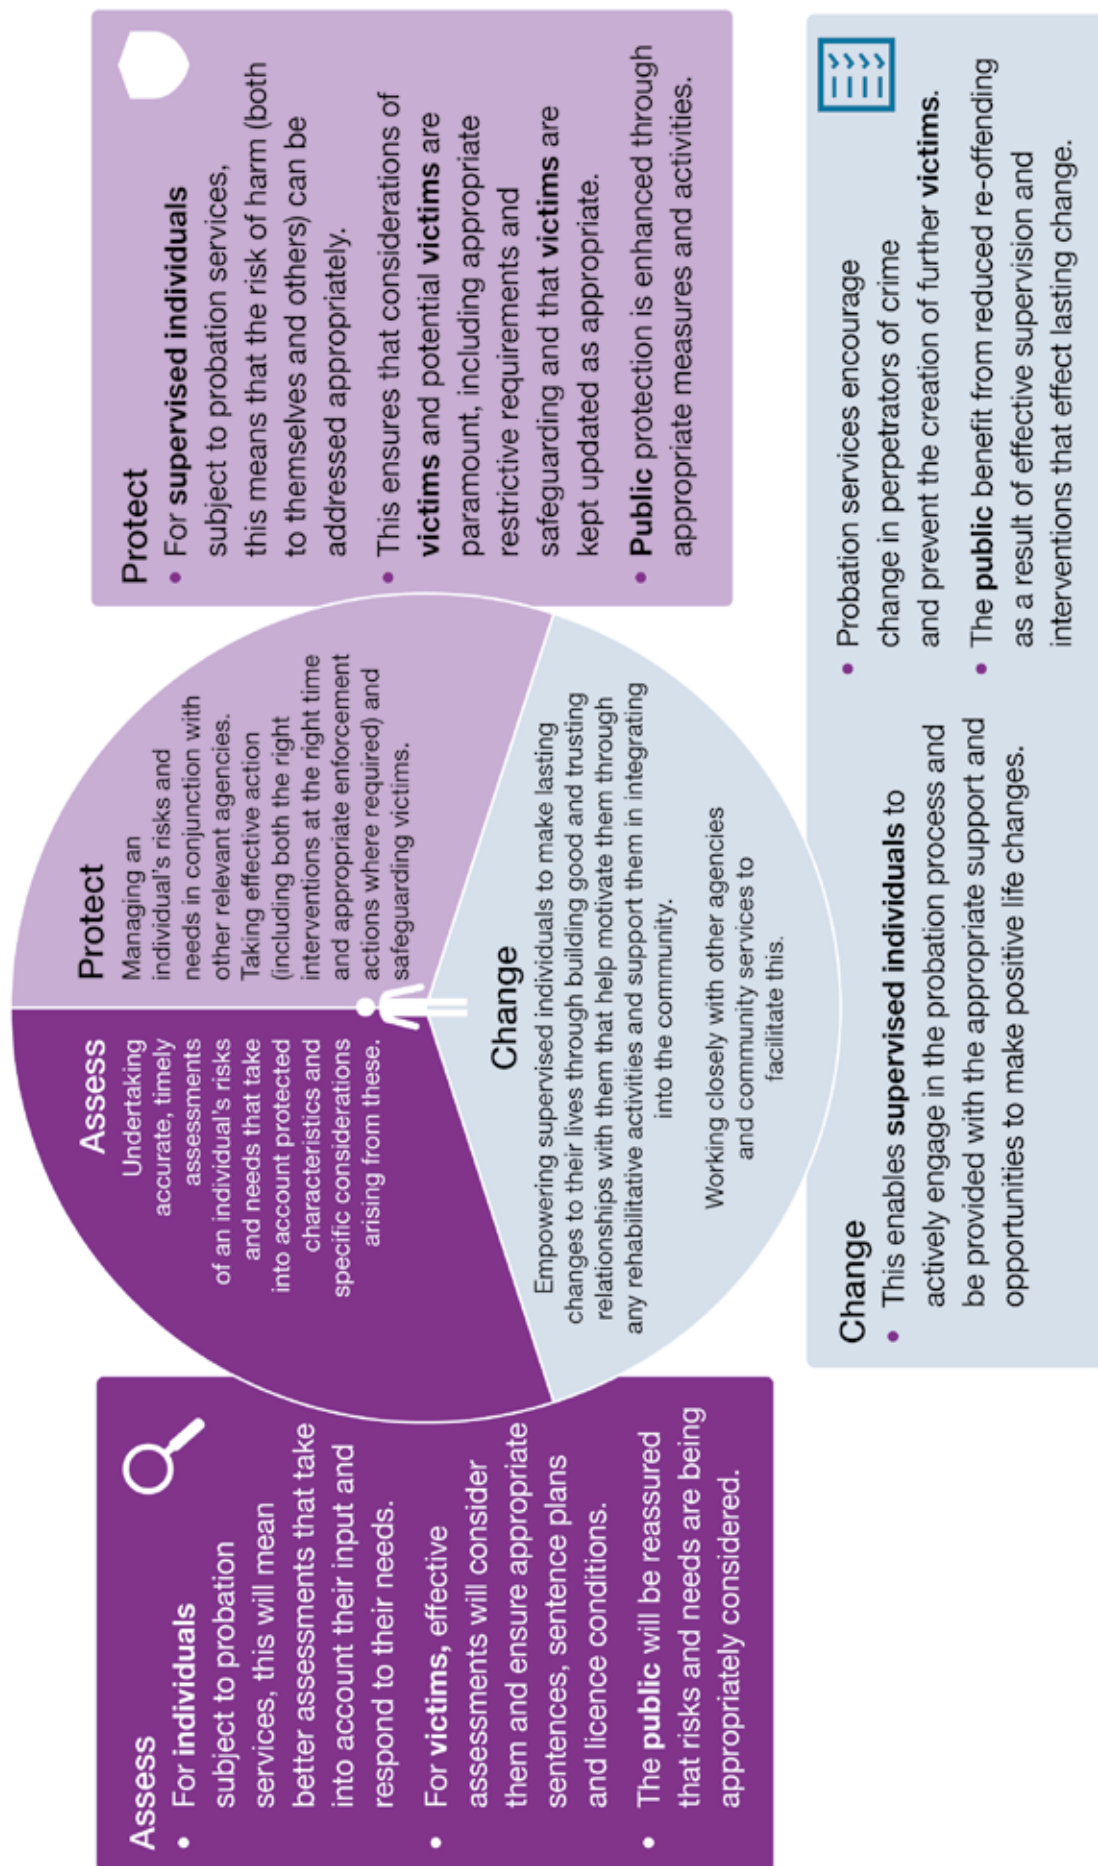 Assess
• For individuals
subject to probation
services, this will mean
better assessments that take
into account their input and
respond to their needs.
• For victims, effective
assessments will consider
them and ensure appropriate
sentences, sentence plans
and licence conditions.
• The public will be reassured
that risks and needs are being
appropriately considered.
Assess
Undertaking
accurate, timely
assessments
of an individual's risks
and needs that take
into account protected
characteristics and
specific considerations
arising from these.
Protect
Managing an
individual's risks and
needs in conjunction with
other relevant agencies.
Taking effective action
(including both the right
interventions at the right time
and appropriate enforcement
actions where required) and
safeguarding victims.
Change
Empowering supervised individuals to make lasting
changes to their lives through building good and trusting
relationships with them that help motivate them through
any rehabilitative activities and support them in integrating
into the community.
Working closely with other agencies
and community services to
facilitate this.
Protect
• For supervised individuals
subject to probation services,
this means that the risk of harm (both
to themselves and others) can be
addressed appropriately.
• This ensures that considerations of
victims and potential victims are
paramount, including appropriate
restrictive requirements and
safeguarding and that victims are
kept updated as appropriate.
• Public protection is enhanced through
appropriate measures and activities.
Change
• This enables supervised individuals to
actively engage in the probation process and
be provided with the appropriate support and
opportunities to make positive life changes.
• Probation services encourage
change in perpetrators of crime
and prevent the creation of further victims.
• The public benefit from reduced re-offending
as a result of effective supervision and
interventions that effect lasting change.